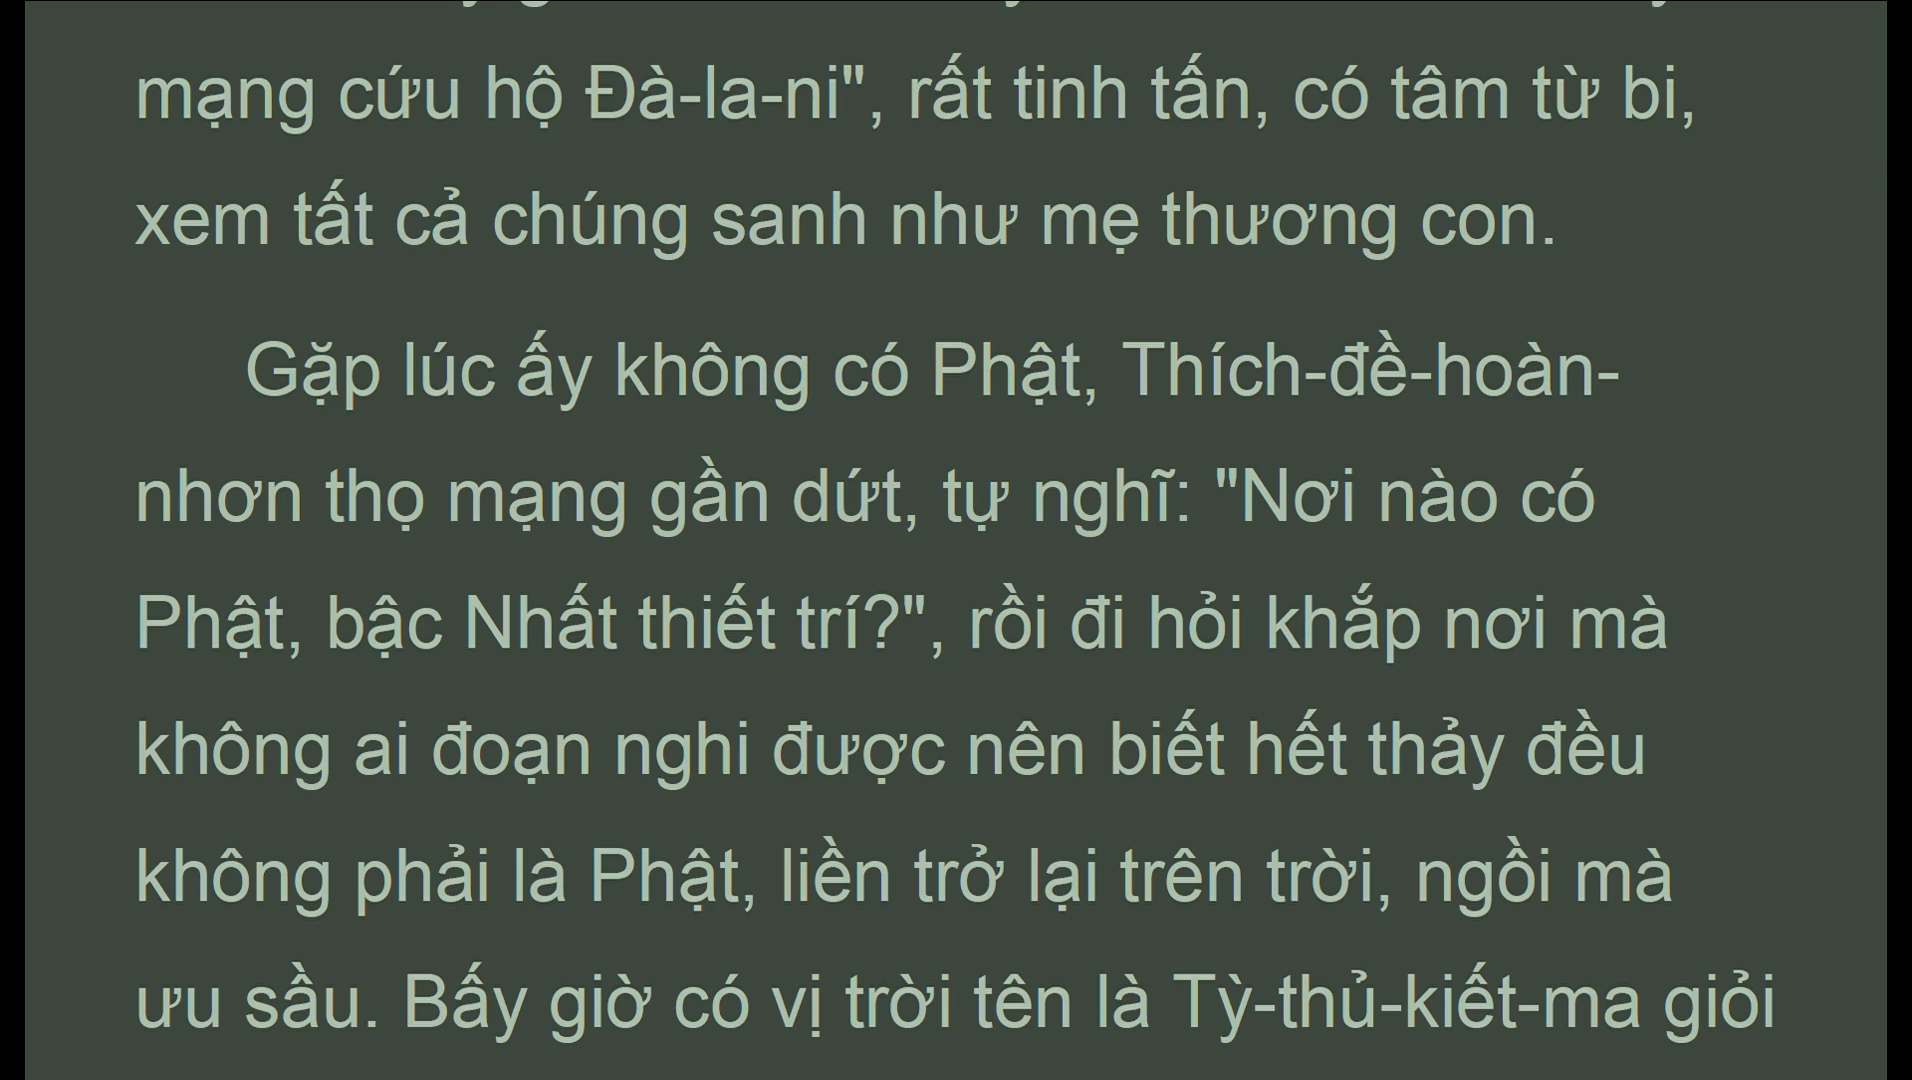 mạng cứu hộ Đà-la-ni", rất tinh tấn, có tâm từ bi,
xem tất cả chúng sanh như mẹ thương con.
Gặp lúc ấy không có Phật, Thích-đề-hoàn-
nhơn thọ mạng gần dứt, tự nghĩ: "Nơi nào có
Phật, bậc Nhất thiết trí?", rồi đi hỏi khắp nơi mà
không ai đoạn nghi được nên biết hết thảy đều
không phải là Phật, liền trở lại trên trời, ngồi mà
ưu sầu. Bấy giờ có vị trời tên là Tỳ-thủ-kiết-ma giỏi